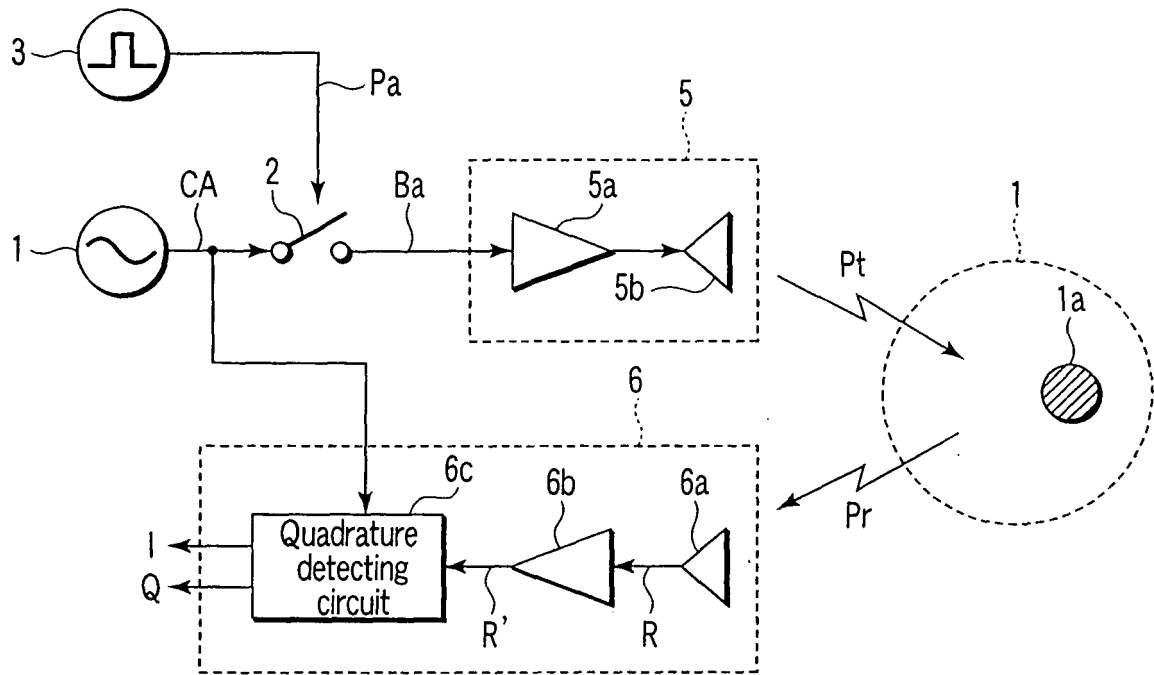 3
Pa
5
CA
2
Ba
5a
1
1
5b
Pt
1a
6
6c
6b
6a
Pr
I
Q
Quadrature
detecting
circuit
R'
R